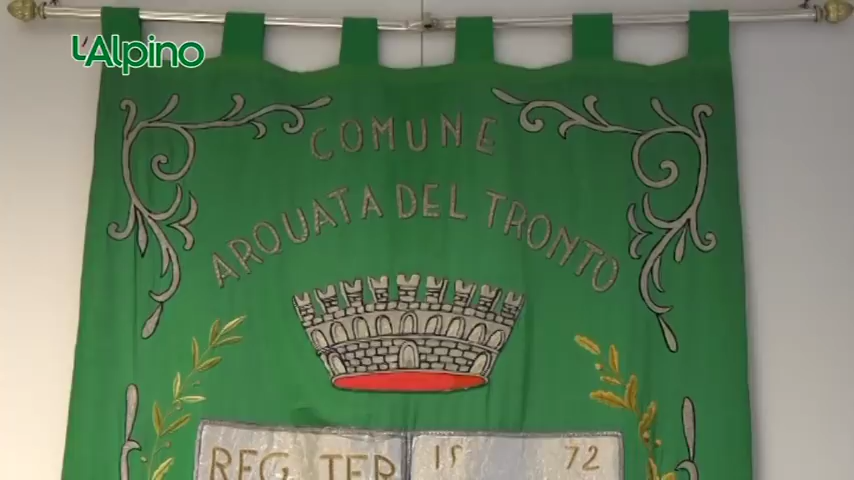 L'Alpino
COMUNE
ARQUATA DEL TRONTO
REG TER 72